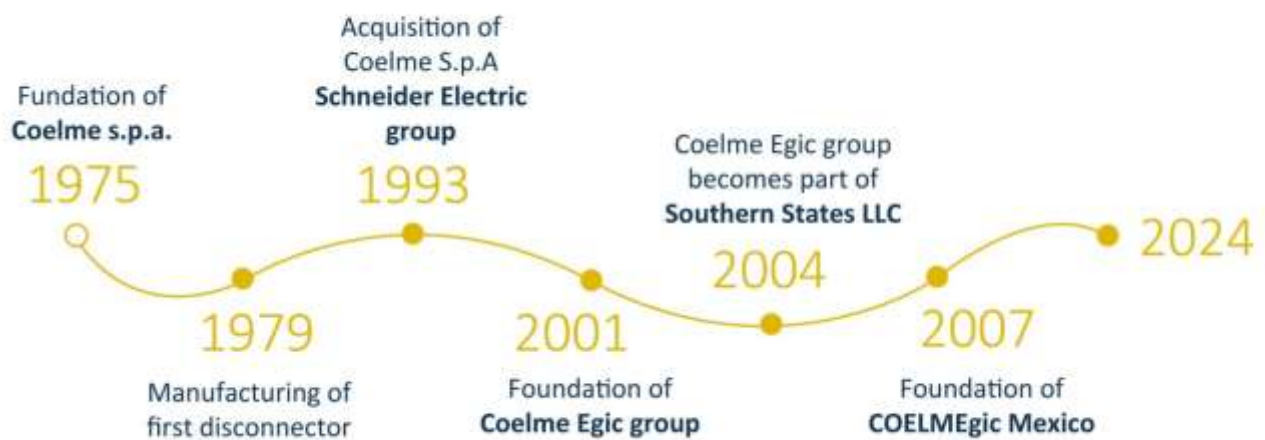 Fundation of
Coelme s.p.a.
1975
1979
Manufacturing of
first disconnector
Acquisition of
Coelme S.p.A
Schneider Electric
group
1993
2001
Foundation of
Coelme Egic group
Coelme Egic group
becomes part of
Southern States LLC
2004
2007
Foundation of
COELMEgic Mexico
2024